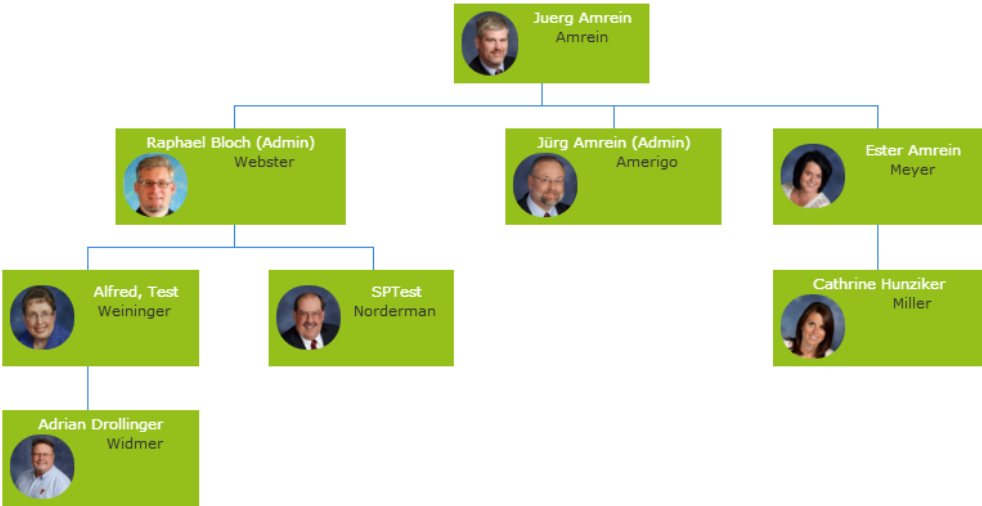 Juerg Amrein
Amrein
Raphael Bloch (Admin)
Webster
Jürg Amrein (Admin)
Amerigo
Ester Amrein
Meyer
Alfred, Test
Weininger
SPTest
Norderman
Cathrine Hunziker
Miller
Adrian Drollinger
Widmer